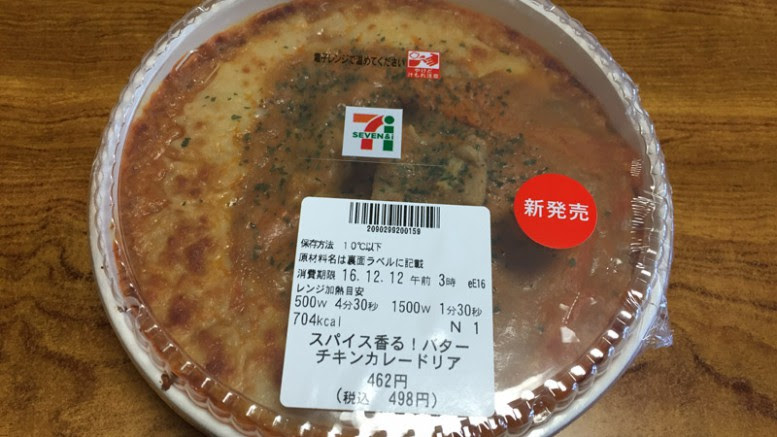 電子レンジで温めてください
SEVEN&i
新発売
2090299200159
保存方法 10℃以下
原材料名は裏面ラベルに記載
消費期限 16.12.12 午前 3時 eE16
レンジ加熱目安
500W 4分30秒 1500W 1分30秒
704kcal N 1
スパイス香る!バター
チキンカレードリア
462円
(税込 498円)